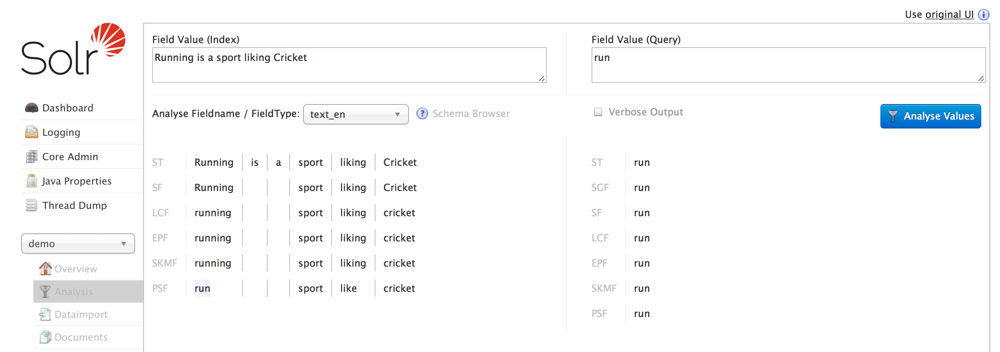 Use original UI
Solr
Field Value (Index)
Running is a sport liking Cricket
Field Value (Query)
run
Analyse Fieldname / FieldType: text_en Schema Browser
Verbose Output
Analyse Values
Dashboard
Logging
Core Admin
Java Properties
Thread Dump
demo
Overview
Analysis
Dataimport
Documents
ST Running is a sport liking Cricket
SF Running sport liking Cricket
LCF running sport liking cricket
EPF running sport liking cricket
SKMF running sport liking cricket
PSF run sport like cricket
ST run
SGF run
SF run
LCF run
EPF run
SKMF run
PSF run